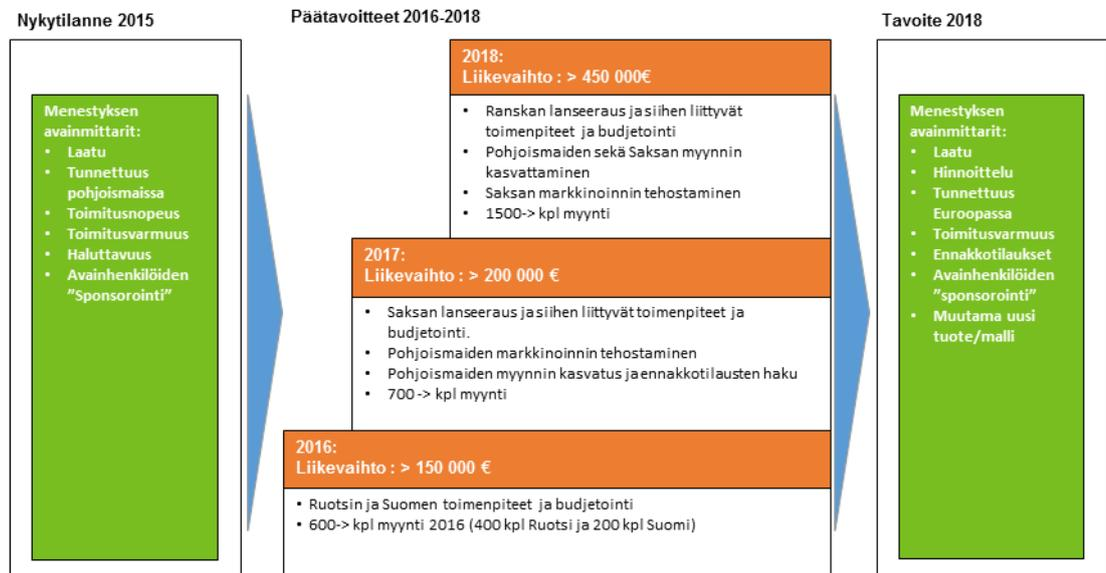 Nykytilanne 2015
Menestyksen
avainmittarit:
• Laatu
• Tunnettuus
pohjoismaissa
• Toimitusnopeus
• Toimitusvarmuus
• Haluttavuus
• Avainhenkilöiden
”Sponsorointi”
Päätavoitteet 2016-2018
2018:
Liikevaihto : > 450 000€
• Ranskan lanseeraus ja siihen liittyvät
toimenpiteet ja budjetointi
• Pohjoismaiden sekä Saksan myynnin
kasvattaminen
• Saksan markkinoinnin tehostaminen
• 1500-> kpl myynti
2017:
Liikevaihto : > 200 000 €
• Saksan lanseeraus ja siihen liittyvät toimenpiteet ja
budjetointi.
• Pohjoismaiden markkinoinnin tehostaminen
• Pohjoismaiden myynnin kasvatus ja ennakkotilausten haku
• 700 -> kpl myynti
2016:
Liikevaihto : > 150 000 €
• Ruotsin ja Suomen toimenpiteet ja budjetointi
• 600-> kpl myynti 2016 (400 kpl Ruotsi ja 200 kpl Suomi)
Tavoite 2018
Menestyksen
avainmittarit:
• Laatu
• Hinnoittelu
• Tunnettuus
Euroopassa
• Toimitusvarmuus
• Ennakkotilaukset
• Avainhenkilöiden
”sponsorointi”
• Muutama uusi
tuote/malli